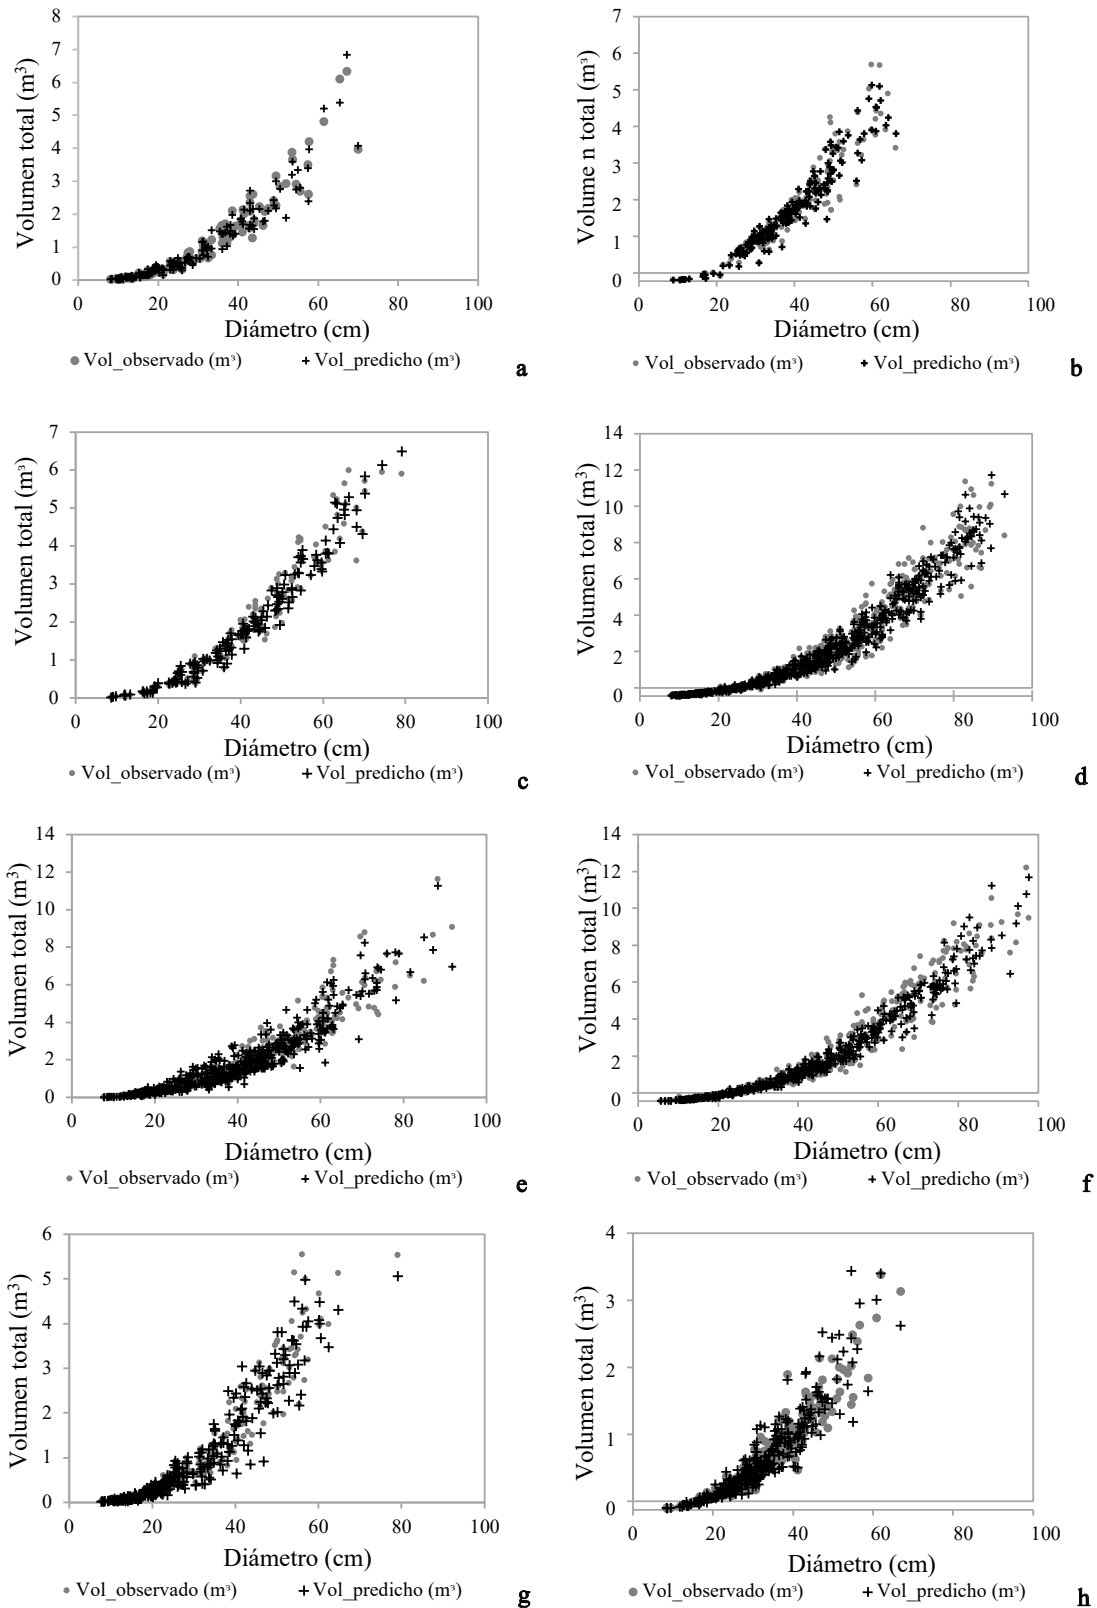 8
7
6
5
4
3
2
1
0
Volumen total (m³)
0 20 40 60 80 100
Diámetro (cm)
Vol_observado (m³) Vol_predicho (m³)
a
7
6
5
4
3
2
1
0
Volume n total (m³)
0 20 40 60 80 100
Diámetro (cm)
Vol_observado (m³) Vol_predicho (m³)
b
7
6
5
4
3
2
1
0
Volumen total (m³)
0 20 40 60 80 100
Diámetro (cm)
Vol_observado (m³) Vol_predicho (m³)
c
14
12
10
8
6
4
2
0
Volumen total (m³)
0 20 40 60 80 100
Diámetro (cm)
Vol_observado (m³) Vol_predicho (m³)
d
14
12
10
8
6
4
2
0
Volumen total (m³)
0 20 40 60 80 100
Diámetro (cm)
Vol_observado (m³) Vol_predicho (m³)
e
14
12
10
8
6
4
2
0
Volumen total (m³)
0 20 40 60 80 100
Diámetro (cm)
Vol_observado (m³) Vol_predicho (m³)
f
6
5
4
3
2
1
0
Volumen total (m³)
0 20 40 60 80 100
Diámetro (cm)
Vol_observado (m³) Vol_predicho (m³)
g
4
3
2
1
0
Volumen total (m³)
0 20 40 60 80 100
Diámetro (cm)
Vol_observado (m³) Vol_predicho (m³)
h